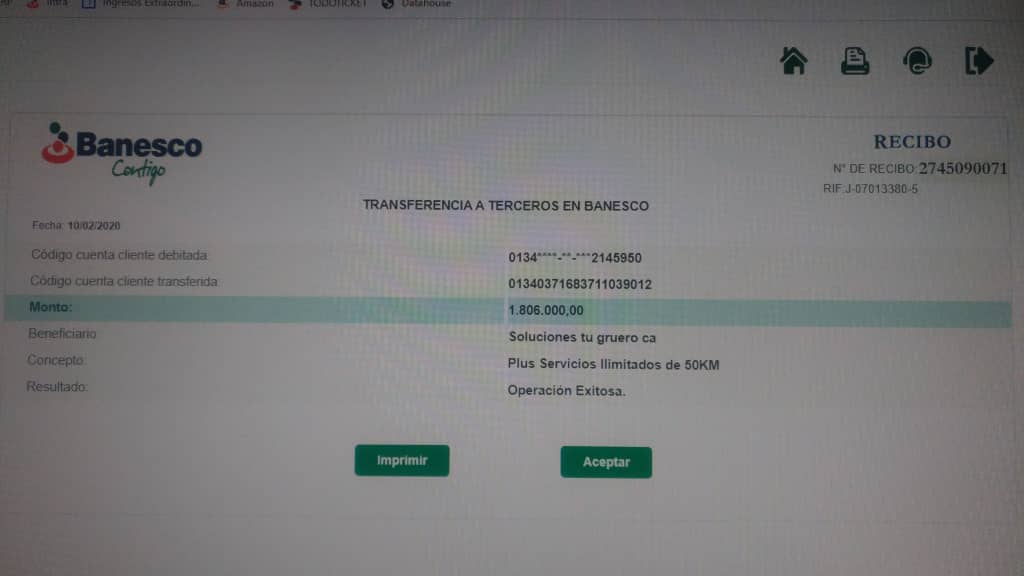 Infra Ingresos Extraordin... Amazon TODOTICKET Datahouse
Banesco
Contigo
RECIBO
N° DE RECIBO:2745090071
RIF:J-07013380-5
TRANSFERENCIA A TERCEROS EN BANESCO
Fecha: 10/02/2020
Código cuenta cliente debitada: 0134****-**-***2145950
Código cuenta cliente transferida: 01340371683711039012
Monto: 1.806.000,00
Beneficiario: Soluciones tu gruero ca
Concepto: Plus Servicios Ilimitados de 50KM
Resultado: Operación Exitosa.
Imprimir Aceptar